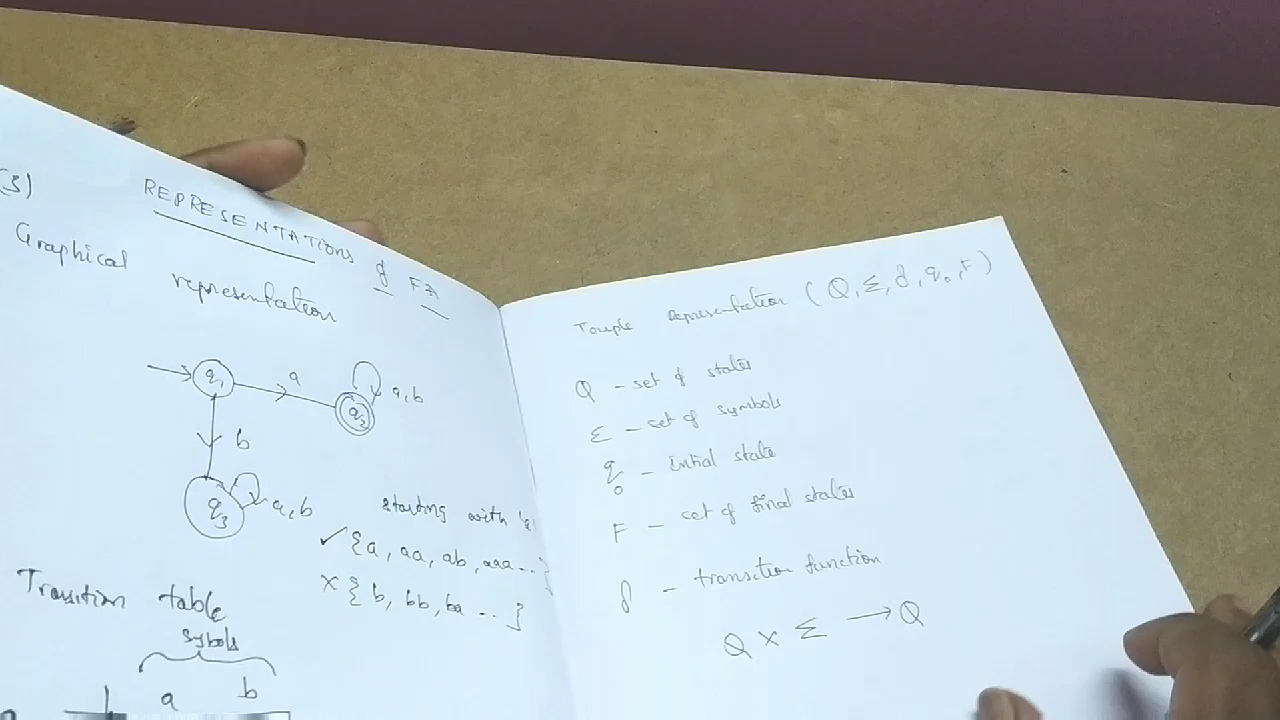 (3)
REPRESENTATIONS of FA
Graphical
representation
q1
a
q2
a,b
b
q3
a,b
starting with 'a'
✓ {a, aa, ab, aaa...}
× {b, bb, ba ... }
Transition table
sybols
a b
Touple Representation (Q, Σ, δ, q0, F)
Q - set of states
Σ - set of symbols
q0 - Initial state
F - set of final states
δ - transition function
Q × Σ → Q